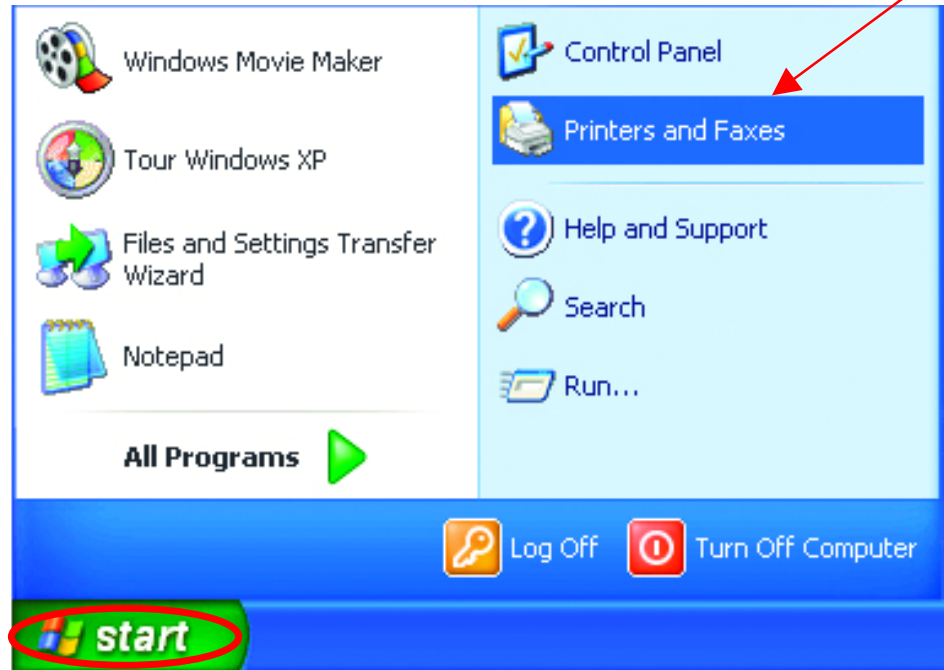 Windows Movie Maker
Tour Windows XP
Files and Settings Transfer
Wizard
Notepad
All Programs
Control Panel
Printers and Faxes
Help and Support
Search
Run...
Log Off
Turn Off Computer
start